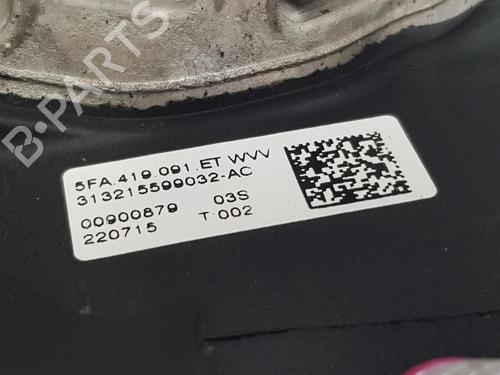 B-PARTS
5FA.419.091.ET WVV
313215599032-AC
00900879 03S
220715 T.002